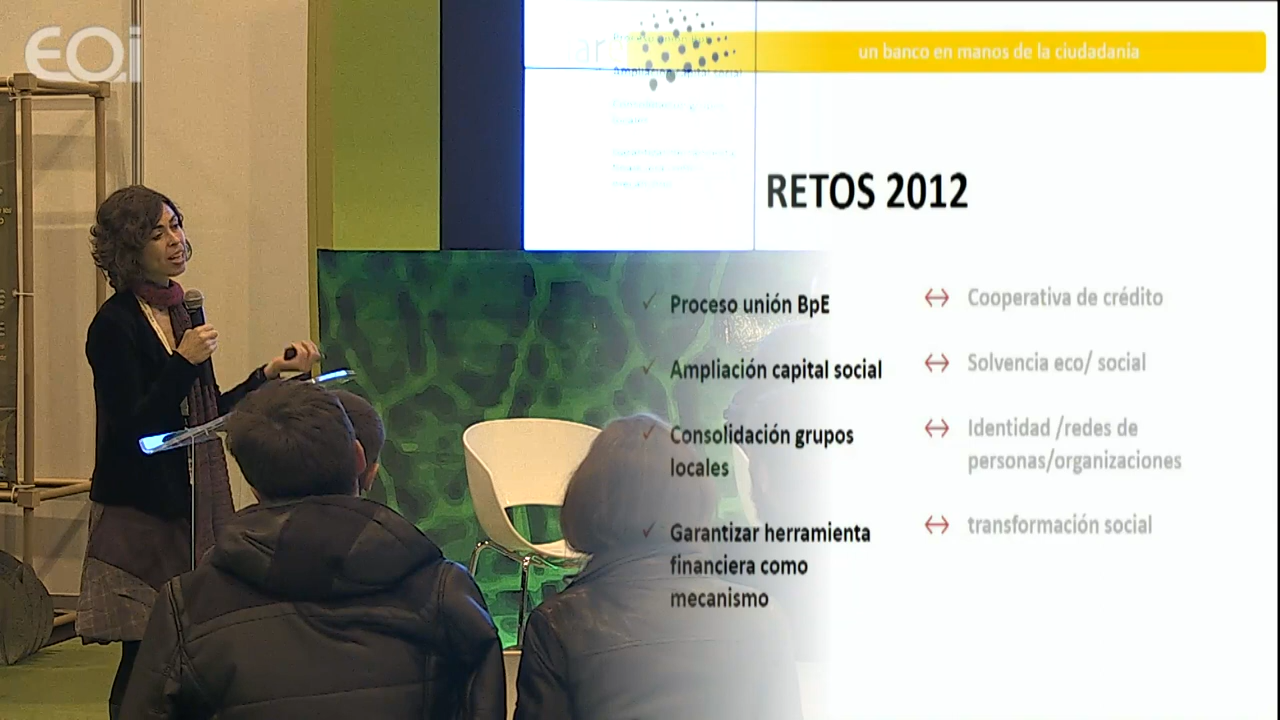 EOi
un banco en manos de la ciudadanía
RETOS 2012
✓ Proceso unión BpE
↔ Cooperativa de crédito
✓ Ampliación capital social
↔ Solvencia eco/ social
✓ Consolidación grupos
locales
↔ Identidad /redes de
personas/organizaciones
✓ Garantizar herramienta
financiera como
mecanismo
↔ transformación social